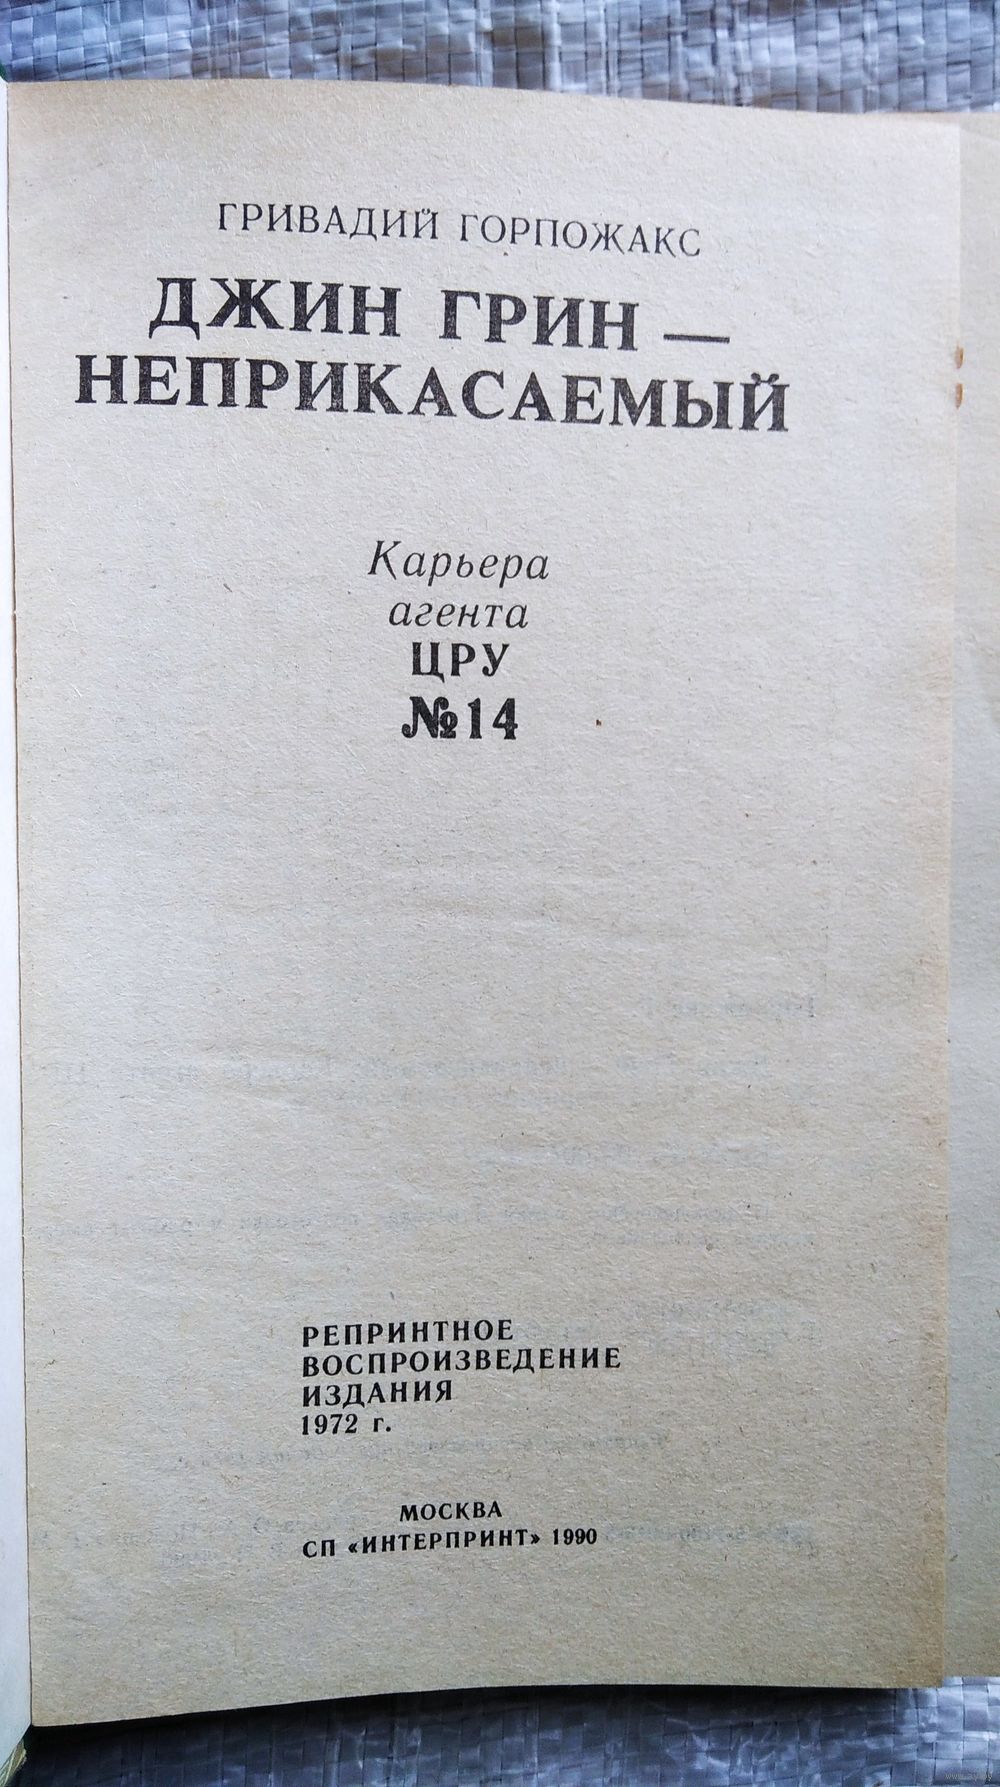 ГРИВАДИЙ ГОРПОЖАКС
ДЖИН ГРИН —
НЕПРИКАСАЕМЫЙ
Карьера
агента
ЦРУ
№14
РЕПРИНТНОЕ
ВОСПРОИЗВЕДЕНИЕ
ИЗДАНИЯ
1972 г.
МОСКВА
СП «ИНТЕРПРИНТ» 1990